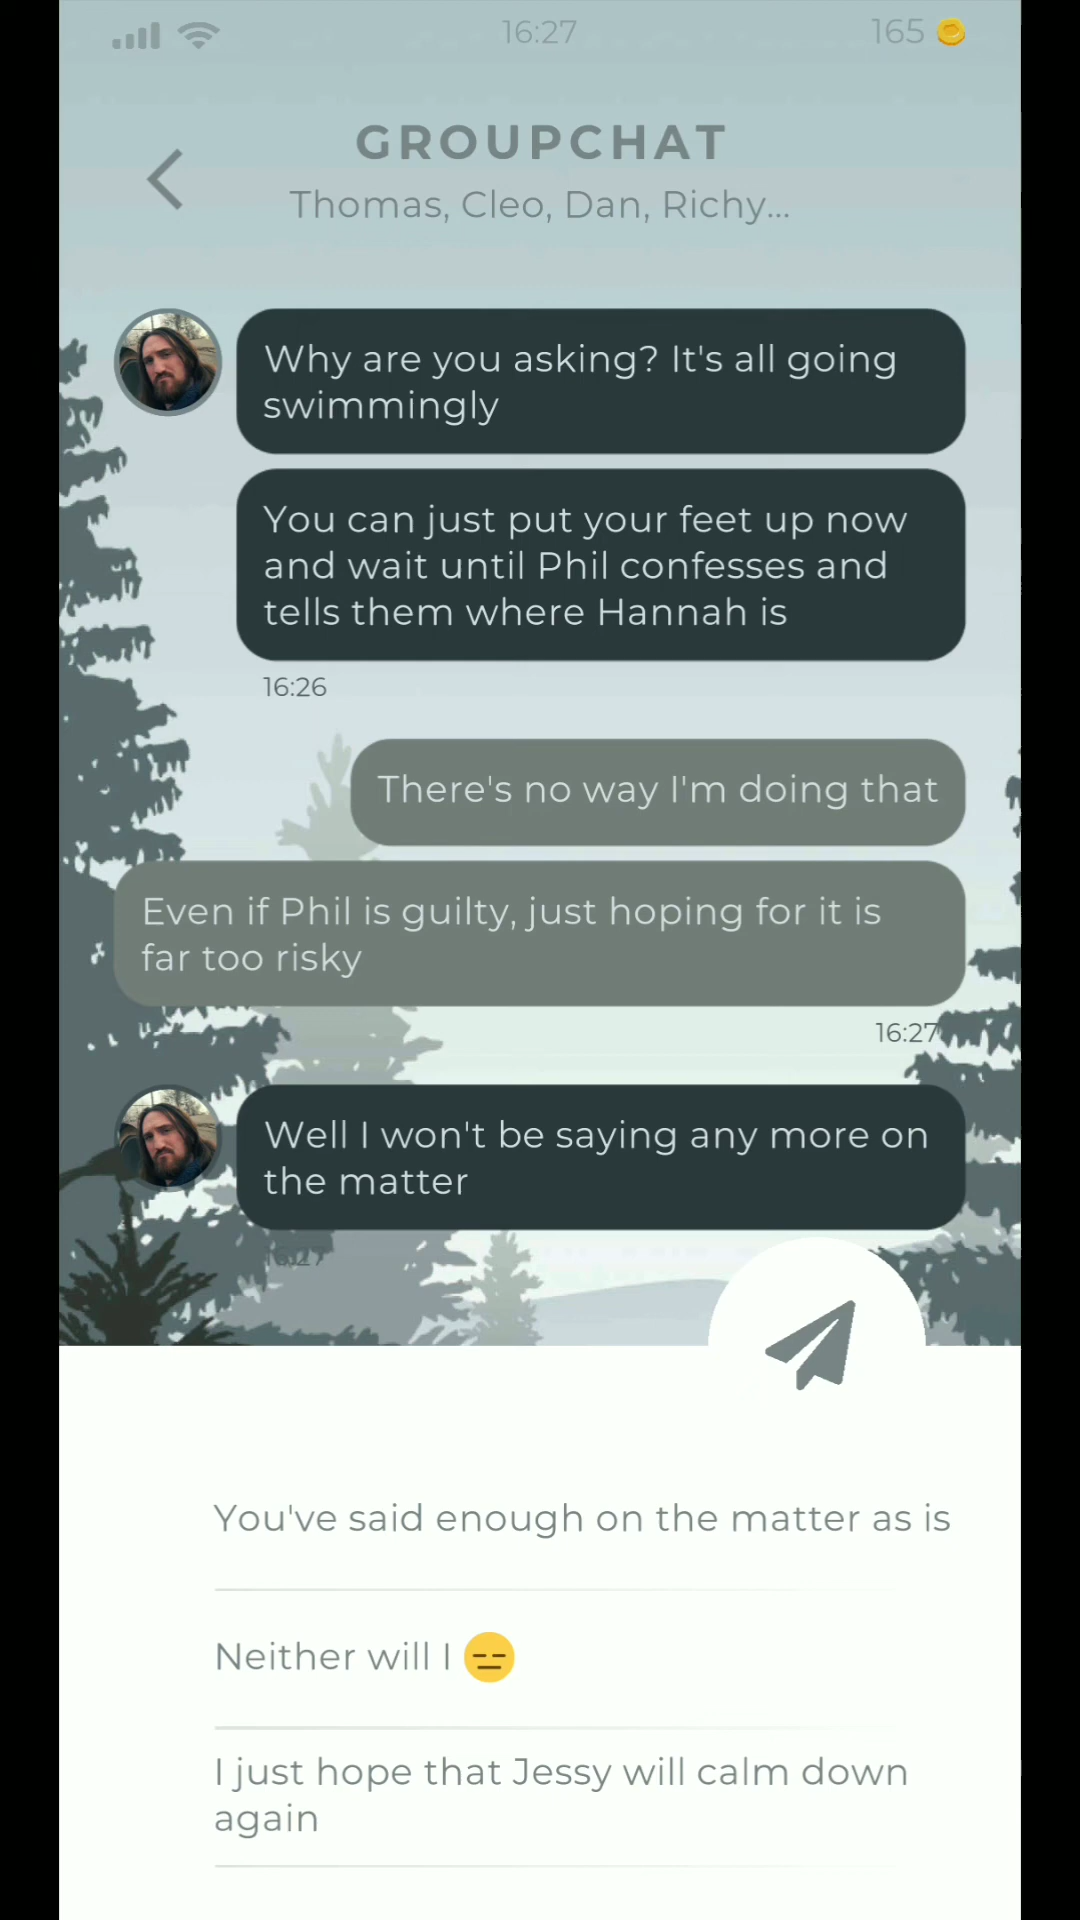 16:27
165
GROUPCHAT
Thomas, Cleo, Dan, Richy...
Why are you asking? It's all going
swimmingly
You can just put your feet up now
and wait until Phil confesses and
tells them where Hannah is
16:26
There's no way I'm doing that
Even if Phil is guilty, just hoping for it is
far too risky
16:27
Well I won't be saying any more on
the matter
16:27
You've said enough on the matter as is
Neither will I 😑
I just hope that Jessy will calm down
again